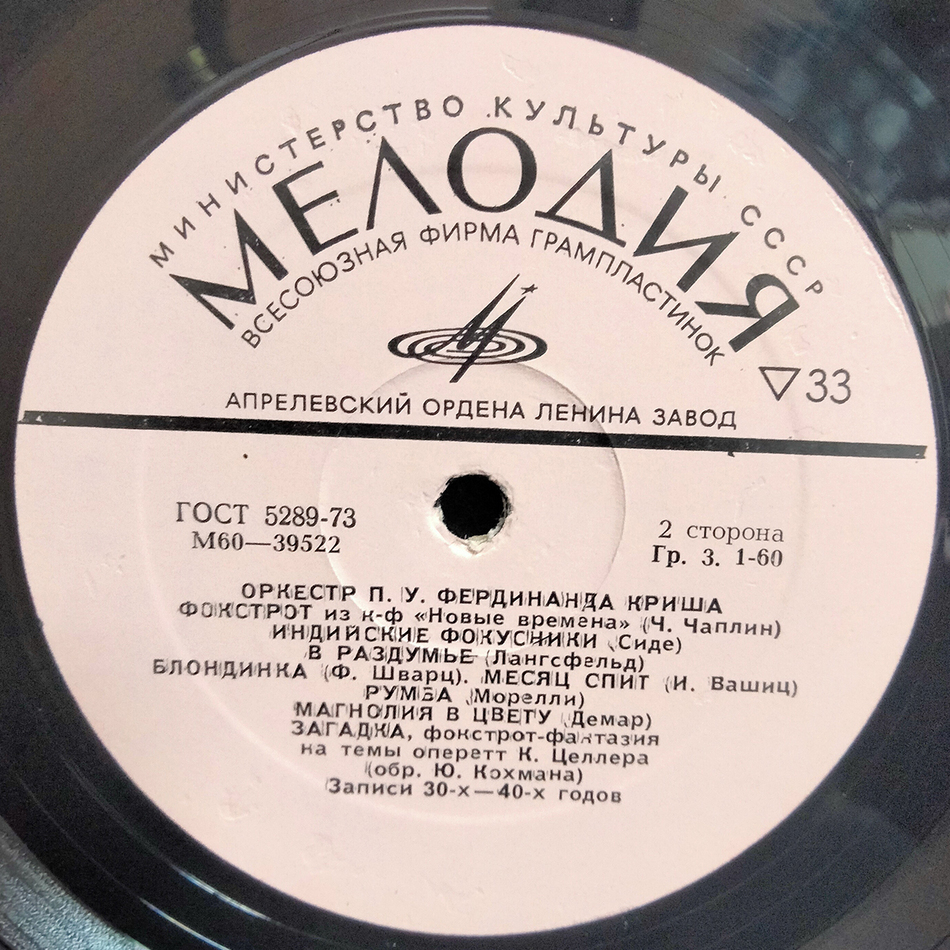 МИНИСТЕРСТВО КУЛЬТУРЫ СССР
МЕЛОДИЯ
ВСЕСОЮЗНАЯ ФИРМА ГРАМПЛАСТИНОК
▽33
АПРЕЛЕВСКИЙ ОРДЕНА ЛЕНИНА ЗАВОД
ГОСТ 5289-73
М60—39522
2 сторона
Гр. 3. 1-60
ОРКЕСТР П. У. ФЕРДИНАНДА КРИША
ФОКСТРОТ из к-ф «Новые времена» (Ч. Чаплин)
ИНДИЙСКИЕ ФОКУСНИКИ (Сиде)
В РАЗДУМЬЕ (Лангсфельд)
БЛОНДИНКА (Ф. Шварц). МЕСЯЦ СПИТ (И. Вашиц)
РУМБА (Морелли)
МАГНОЛИЯ В ЦВЕТУ (Демар)
ЗАГАДКА, фокстрот-фантазия
на темы оперетт К. Целлера
(обр. Ю. Кохмана)
Записи 30-х—40-х годов